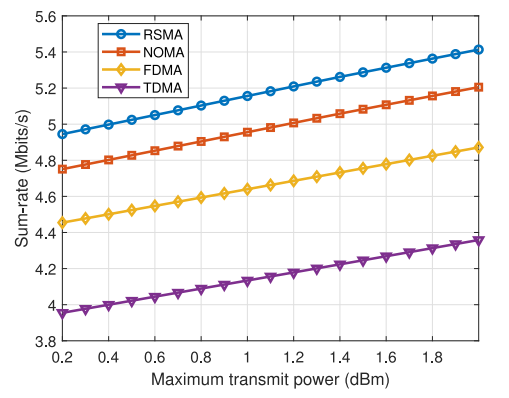 5.6
5.4
5.2
5
4.8
4.6
4.4
4.2
4
3.8
Sum-rate (Mbits/s)
RSMA
NOMA
FDMA
TDMA
0.2 0.4 0.6 0.8 1 1.2 1.4 1.6 1.8
Maximum transmit power (dBm)